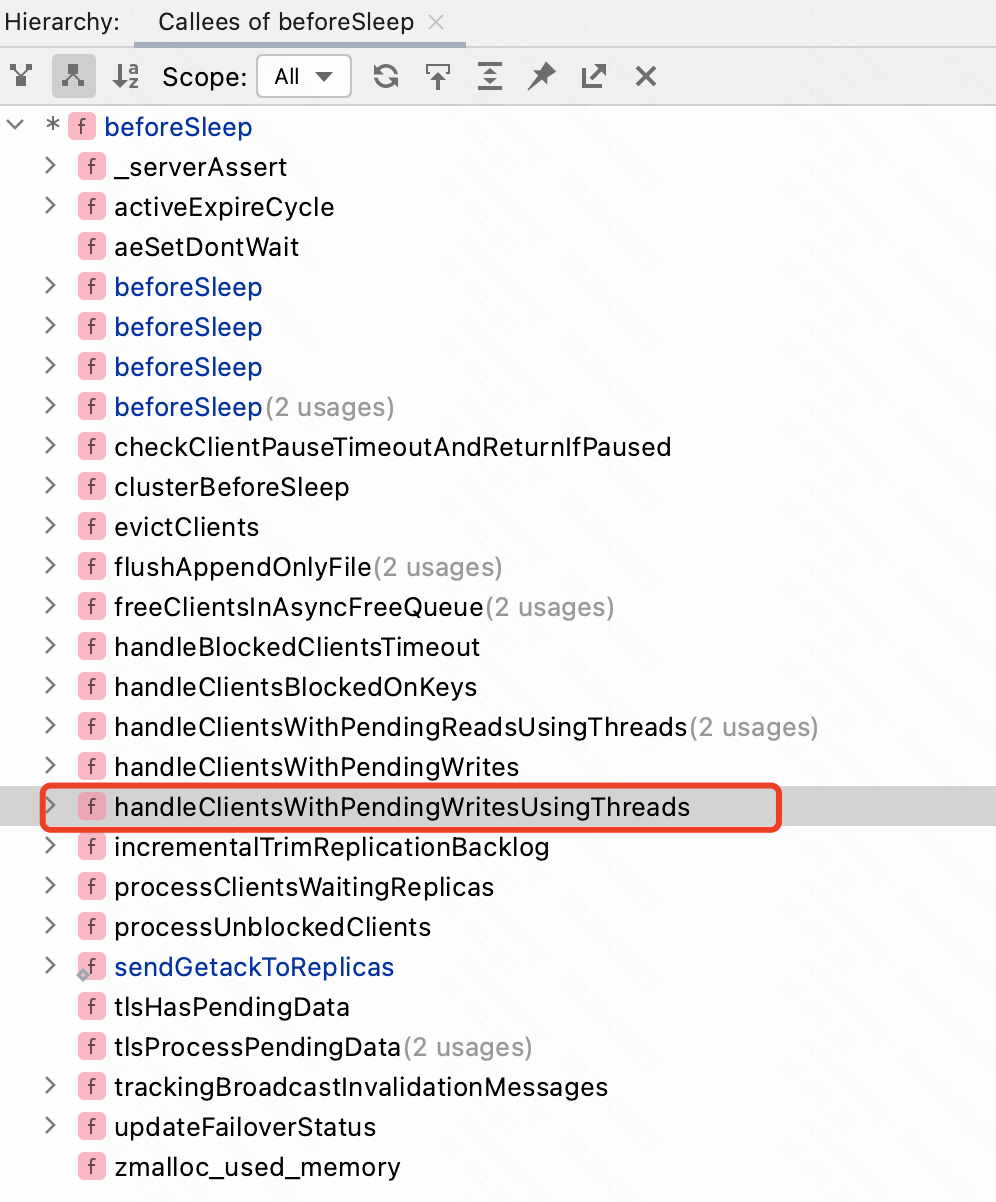 Hierarchy: Callees of beforeSleep
Scope: All
* f beforeSleep
f _serverAssert
f activeExpireCycle
f aeSetDontWait
f beforeSleep
f beforeSleep
f beforeSleep
f beforeSleep (2 usages)
f checkClientPauseTimeoutAndReturnIfPaused
f clusterBeforeSleep
f evictClients
f flushAppendOnlyFile (2 usages)
f freeClientsInAsyncFreeQueue (2 usages)
f handleBlockedClientsTimeout
f handleClientsBlockedOnKeys
f handleClientsWithPendingReadsUsingThreads (2 usages)
f handleClientsWithPendingWrites
f handleClientsWithPendingWritesUsingThreads
f incrementalTrimReplicationBacklog
f processClientsWaitingReplicas
f processUnblockedClients
f sendGetackToReplicas
f tlsHasPendingData
f tlsProcessPendingData (2 usages)
f trackingBroadcastInvalidationMessages
f updateFailoverStatus
f zmalloc_used_memory